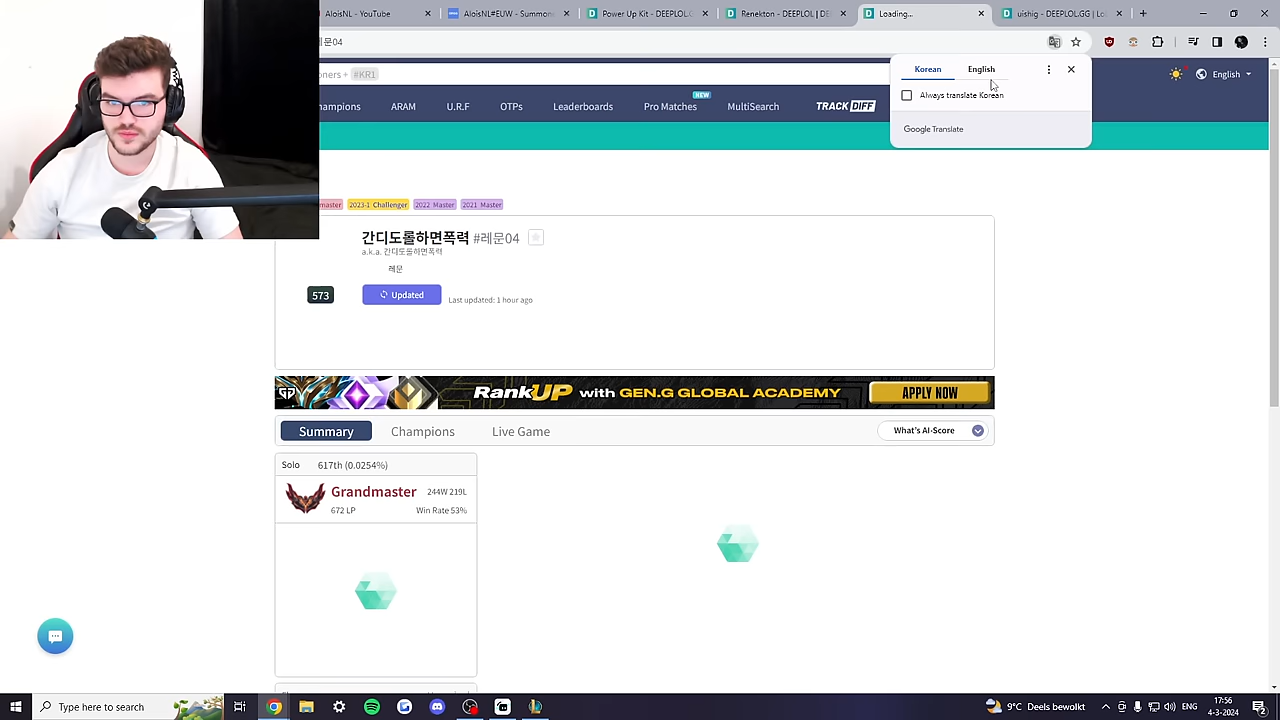 AloisNL - YouTube
AloisNL#EUW - Summon
Power Up Kit - DEEPLOL.G
enekton - DEEPLOL | DE
Loading...
vishig - DEEPLOL.GG | Lo
레문04
oners + #KR1
English
Korean
English
Always translate Korean
Google Translate
hampions
ARAM
U.R.F
OTPs
Leaderboards
Pro Matches
NEW
MultiSearch
TRACK DIFF
master
2023-1 Challenger
2022 Master
2021 Master
간디도롤하면폭력 #레문04
a.k.a. 간디도롤하면폭력
레문
573
Updated
Last updated: 1 hour ago
RankUP with GEN.G GLOBAL ACADEMY
APPLY NOW
Summary
Champions
Live Game
What's AI-Score
Solo
617th (0.0254%)
Grandmaster
244W 219L
672 LP
Win Rate 53%
Type here to search
9°C Deels bewolkt
ENG
17:56
4-3-2024